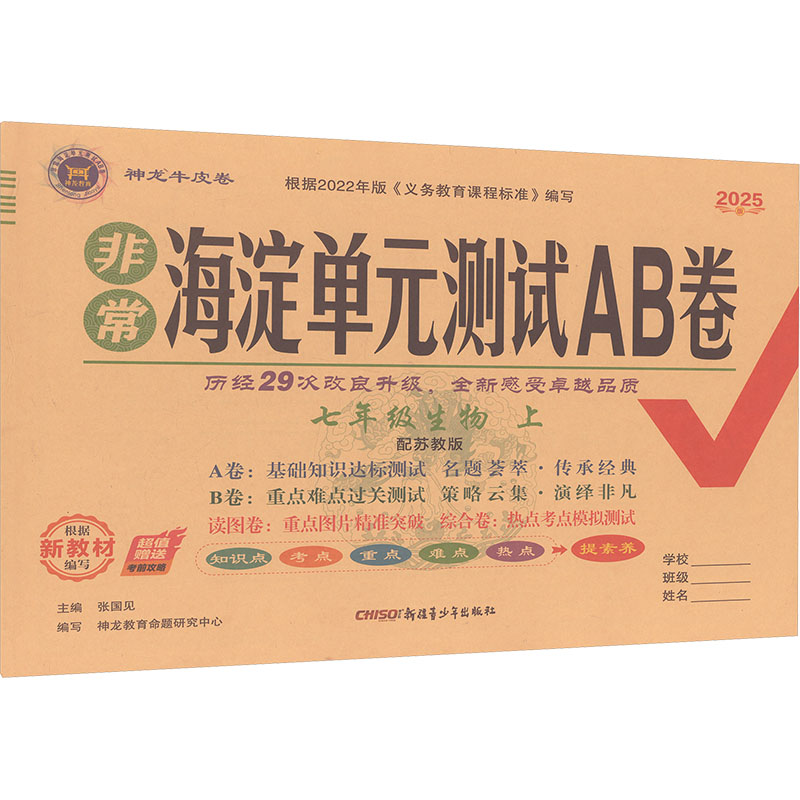 神龙牛皮卷
根据2022年版《义务教育课程标准》编写
2025
神龙教育
非常
海淀单元测试AB卷
历经29次改良升级，全新感受卓越品质
七年级生物 上
配苏教版
A卷：基础知识达标测试 名题荟萃·传承经典
B卷：重点难点过关测试 策略云集·演绎非凡
读图卷：重点图片精准突破 综合卷：热点考点模拟测试
知识点 考点 重点 难点 热点 提素养
根据
新教材
编写
超值
赠送
考前攻略
学校
班级
姓名
主编 张国见
编写 神龙教育命题研究中心
CHISOT 新疆青少年出版社